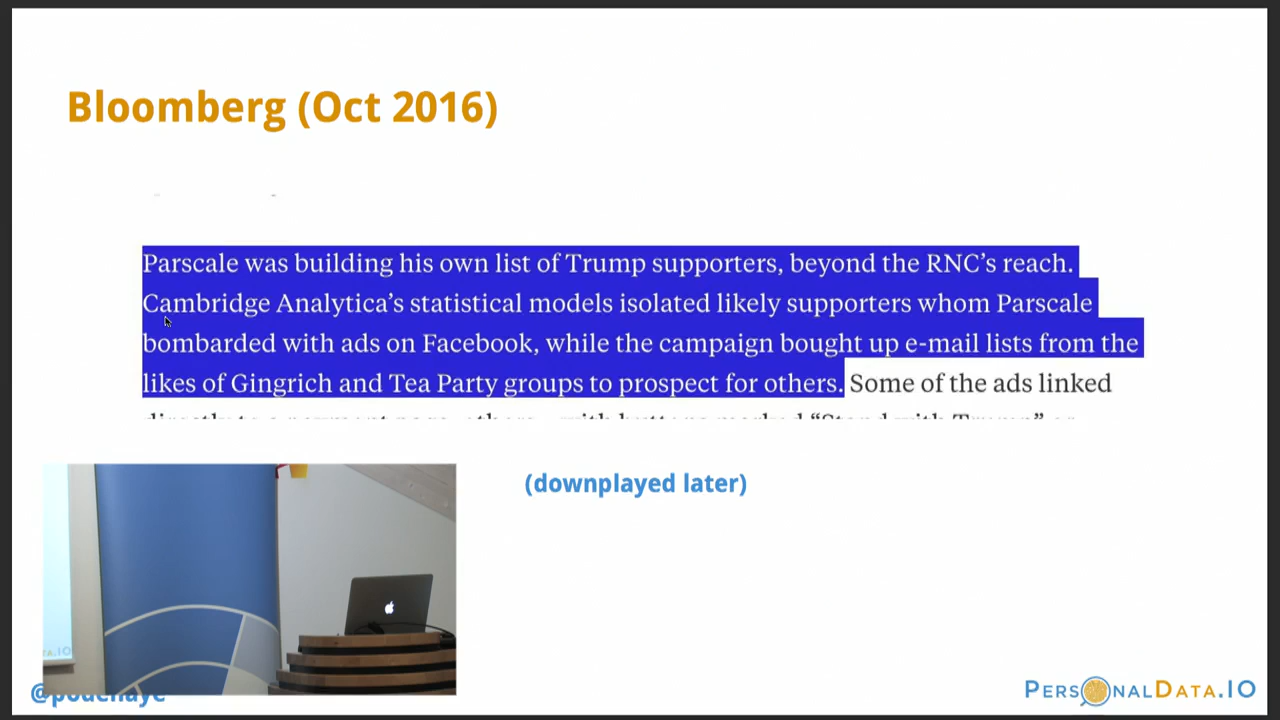 Bloomberg (Oct 2016)
Parscale was building his own list of Trump supporters, beyond the RNC’s reach.
Cambridge Analytica’s statistical models isolated likely supporters whom Parscale
bombarded with ads on Facebook, while the campaign bought up e-mail lists from the
likes of Gingrich and Tea Party groups to prospect for others. Some of the ads linked
(downplayed later)
PERSONALDATA.IO